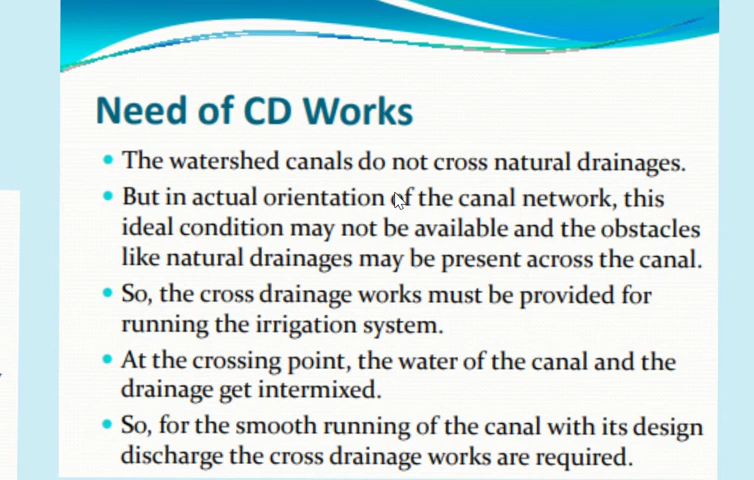 Need of CD Works
• The watershed canals do not cross natural drainages.
• But in actual orientation of the canal network, this
ideal condition may not be available and the obstacles
like natural drainages may be present across the canal.
• So, the cross drainage works must be provided for
running the irrigation system.
• At the crossing point, the water of the canal and the
drainage get intermixed.
• So, for the smooth running of the canal with its design
discharge the cross drainage works are required.